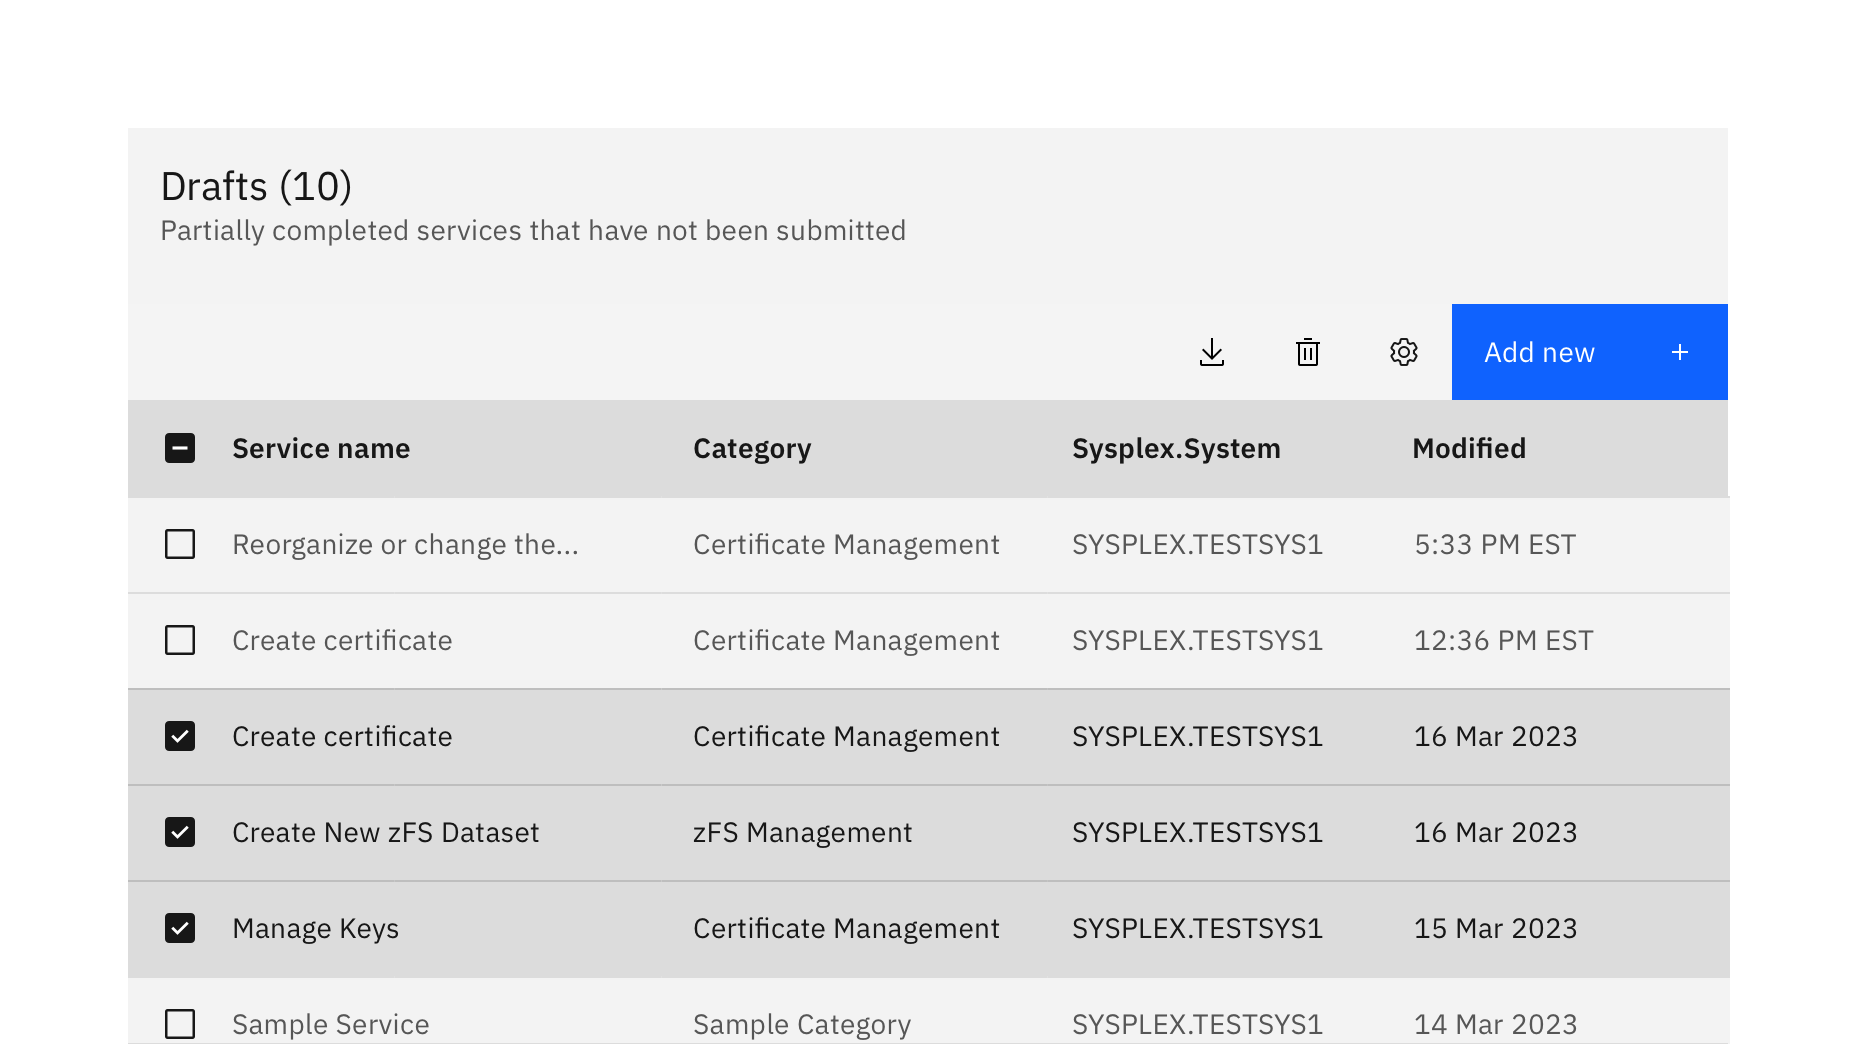 Drafts (10)
Partially completed services that have not been submitted
Add new +
Service name Category Sysplex.System Modified
Reorganize or change the... Certificate Management SYSPLEX.TESTSYS1 5:33 PM EST
Create certificate Certificate Management SYSPLEX.TESTSYS1 12:36 PM EST
Create certificate Certificate Management SYSPLEX.TESTSYS1 16 Mar 2023
Create New zFS Dataset zFS Management SYSPLEX.TESTSYS1 16 Mar 2023
Manage Keys Certificate Management SYSPLEX.TESTSYS1 15 Mar 2023
Sample Service Sample Category SYSPLEX.TESTSYS1 14 Mar 2023